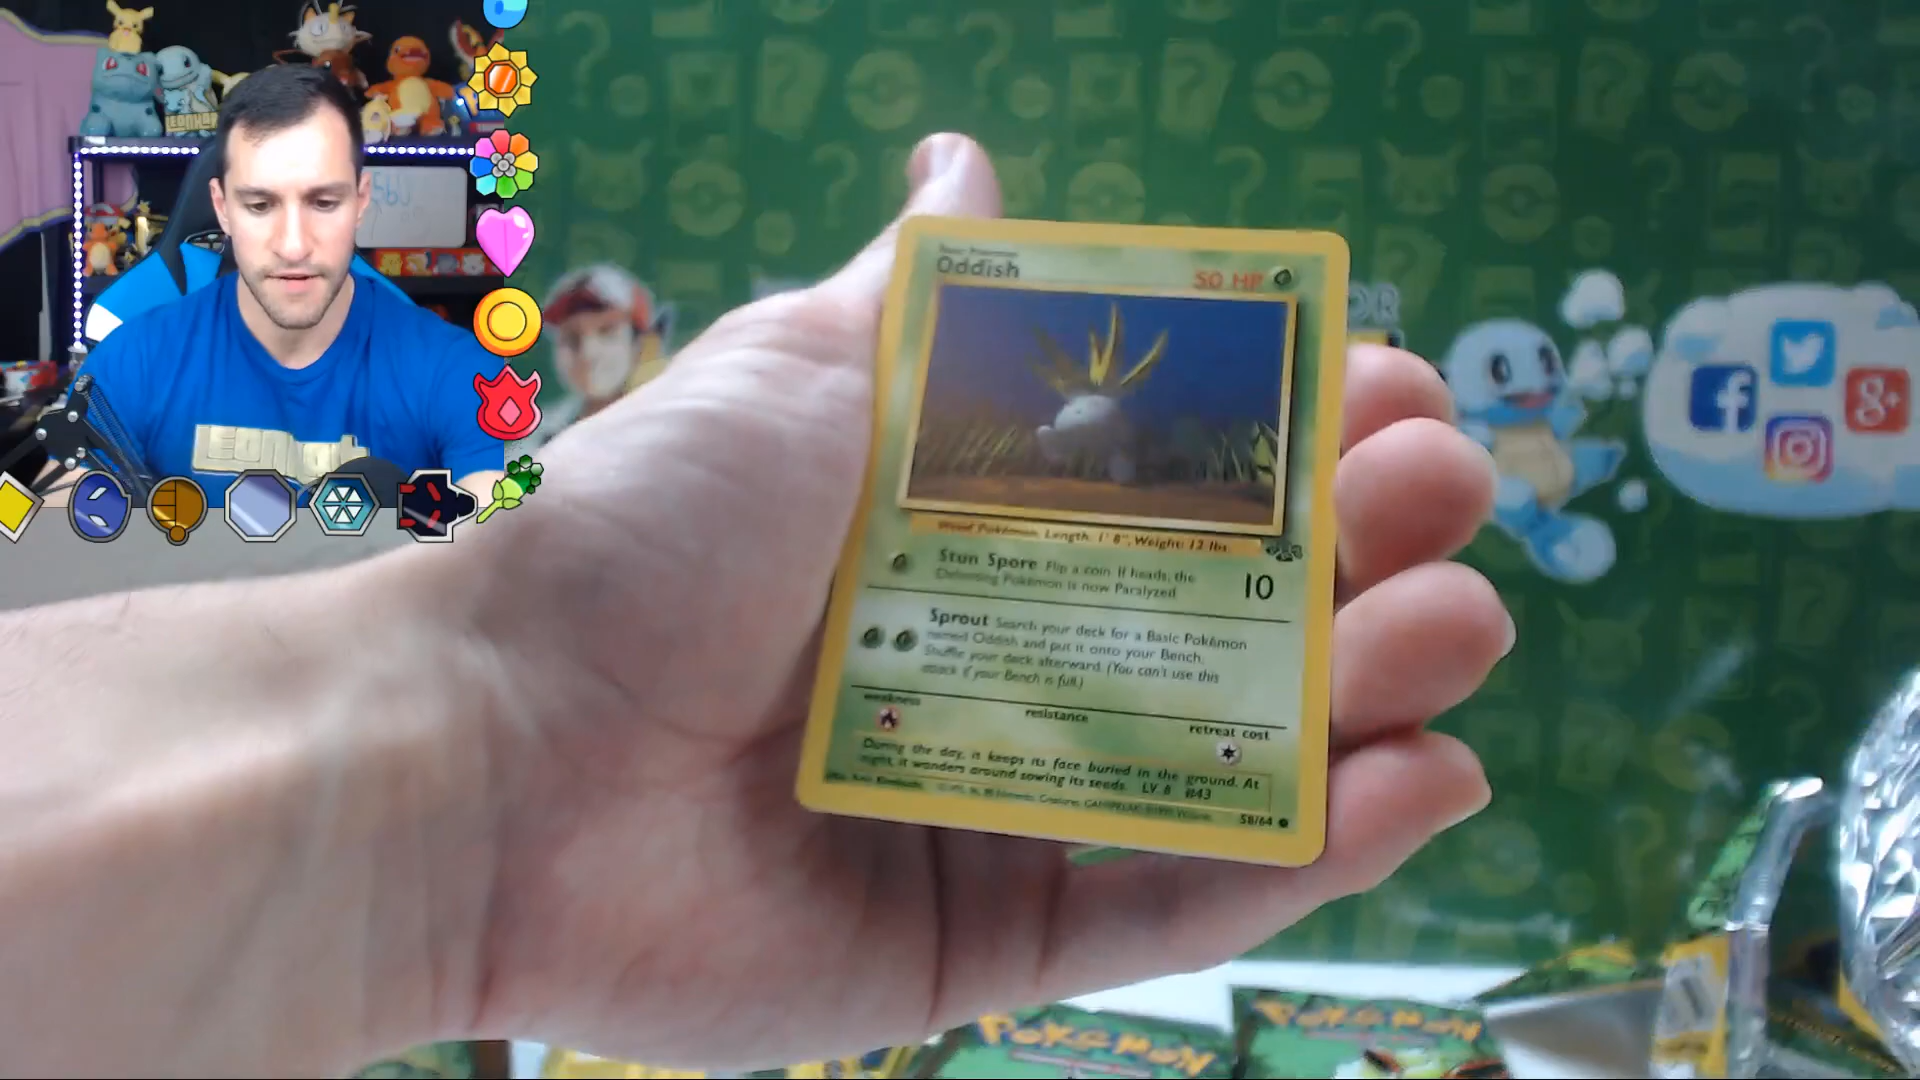 Basic Pokémon
Oddish
50 HP
Weed Pokémon. Length: 1' 8", Weight: 12 lbs.
Stun Spore Flip a coin. If heads, the
Defending Pokémon is now Paralyzed.
10
Sprout Search your deck for a Basic Pokémon
named Oddish and put it onto your Bench.
Shuffle your deck afterward. (You can't use this
attack if your Bench is full.)
weakness
resistance
retreat cost
During the day, it keeps its face buried in the ground. At
night, it wanders around sowing its seeds. LV. 8 #43
58/64
POKéMON
POKéMON